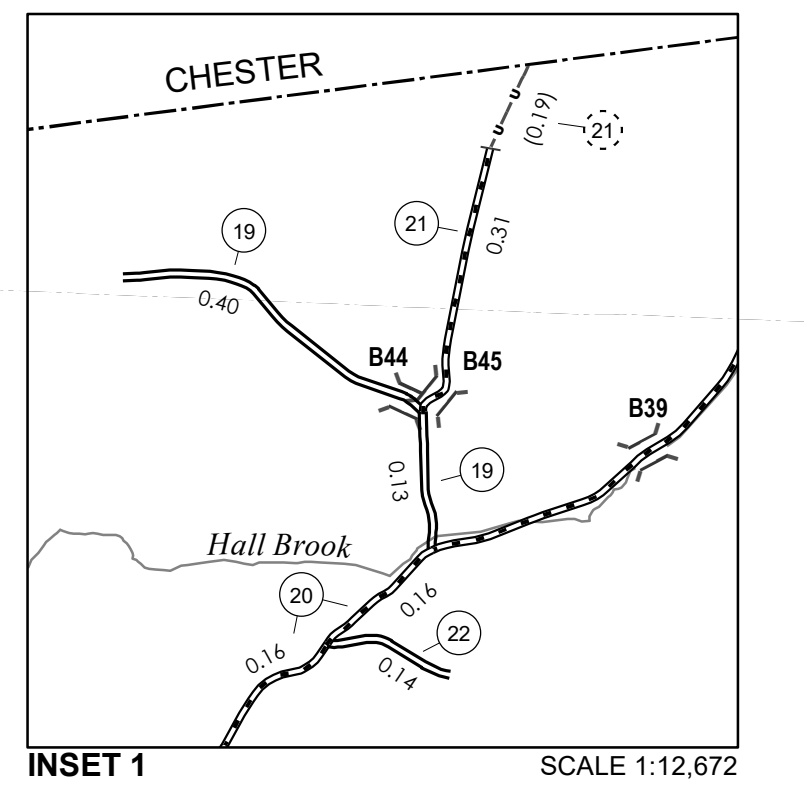 CHESTER
S
S
(0.19)
21
21
0.31
19
0.40
B44
B45
B39
0.13
19
Hall Brook
20
0.16
22
0.16
0.14
INSET 1
SCALE 1:12,672